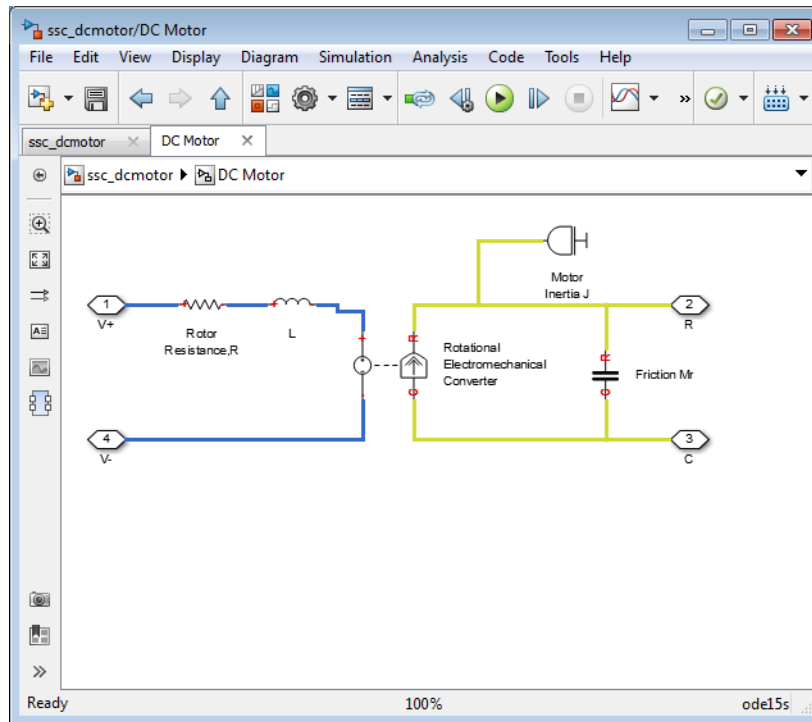 ssc_dcmotor/DC Motor
File Edit View Display Diagram Simulation Analysis Code Tools Help
»
ssc_dcmotor DC Motor
ssc_dcmotor DC Motor
Motor
Inertia J
1
V+
+
+
2
R
Rotor
Resistance,R
L
+
R
Rotational
Electromechanical
Converter
R
Friction Mr
C
C
4
V-
3
C
»
Ready 100% ode15s